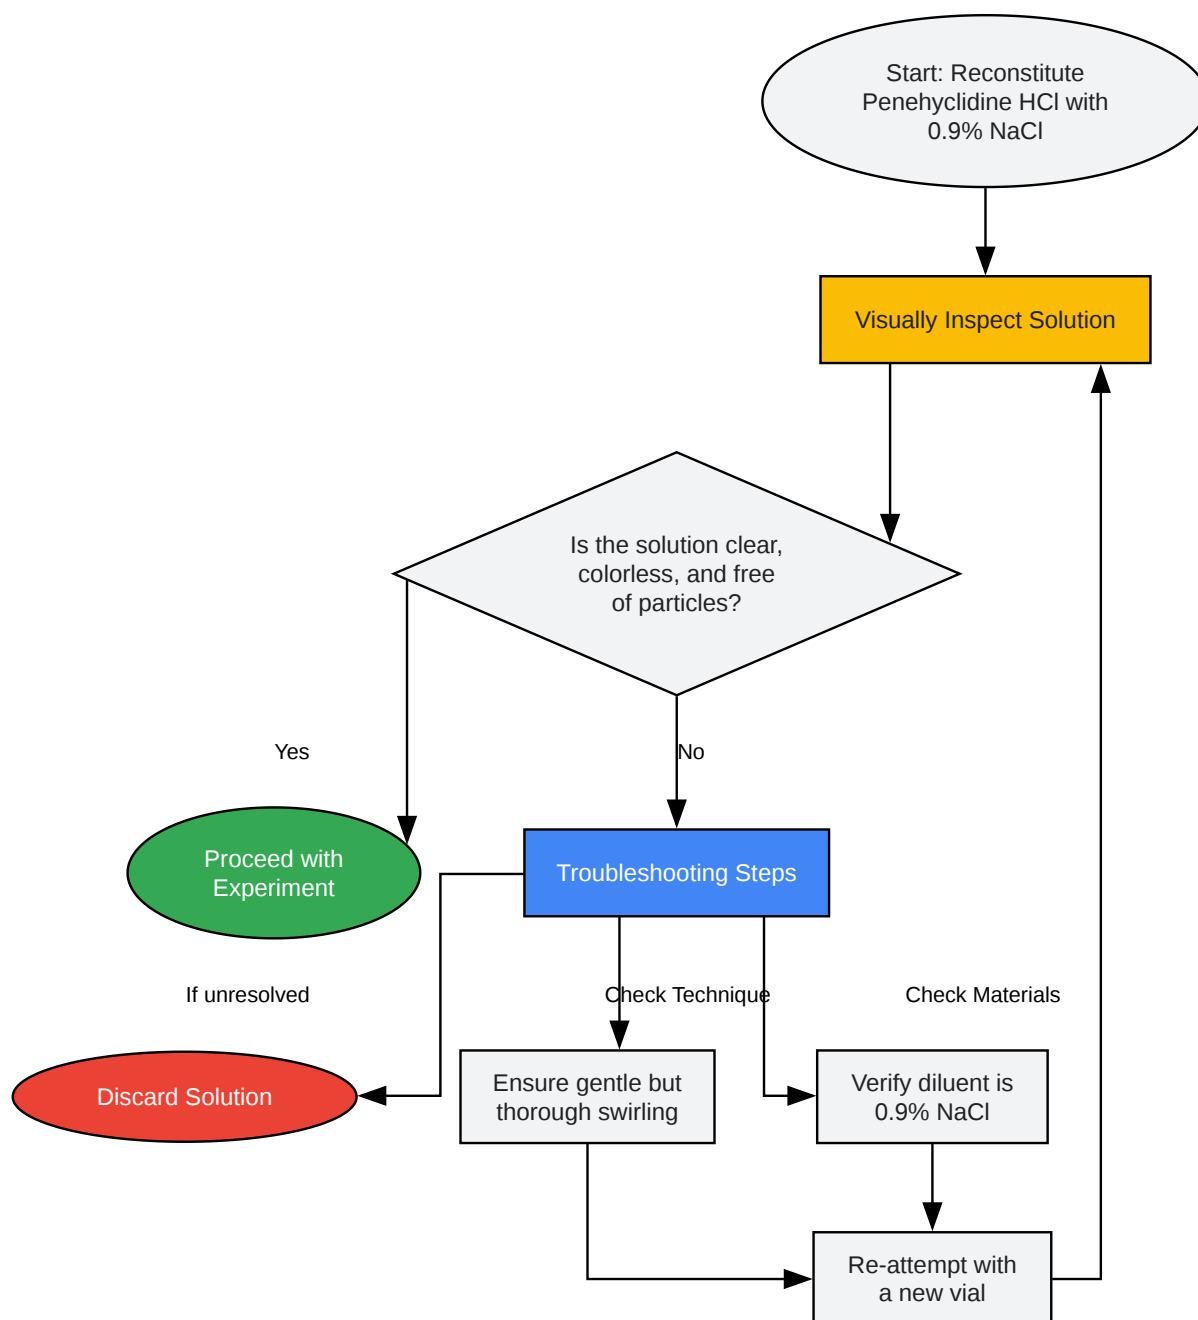 Start: Reconstitute
Penehyclidine HCl with
0.9% NaCl
Visually Inspect Solution
Is the solution clear,
colorless, and free
of particles?
Yes
No
Proceed with
Experiment
Troubleshooting Steps
If unresolved
Check Technique
Check Materials
Discard Solution
Ensure gentle but
thorough swirling
Verify diluent is
0.9% NaCl
Re-attempt with
a new vial